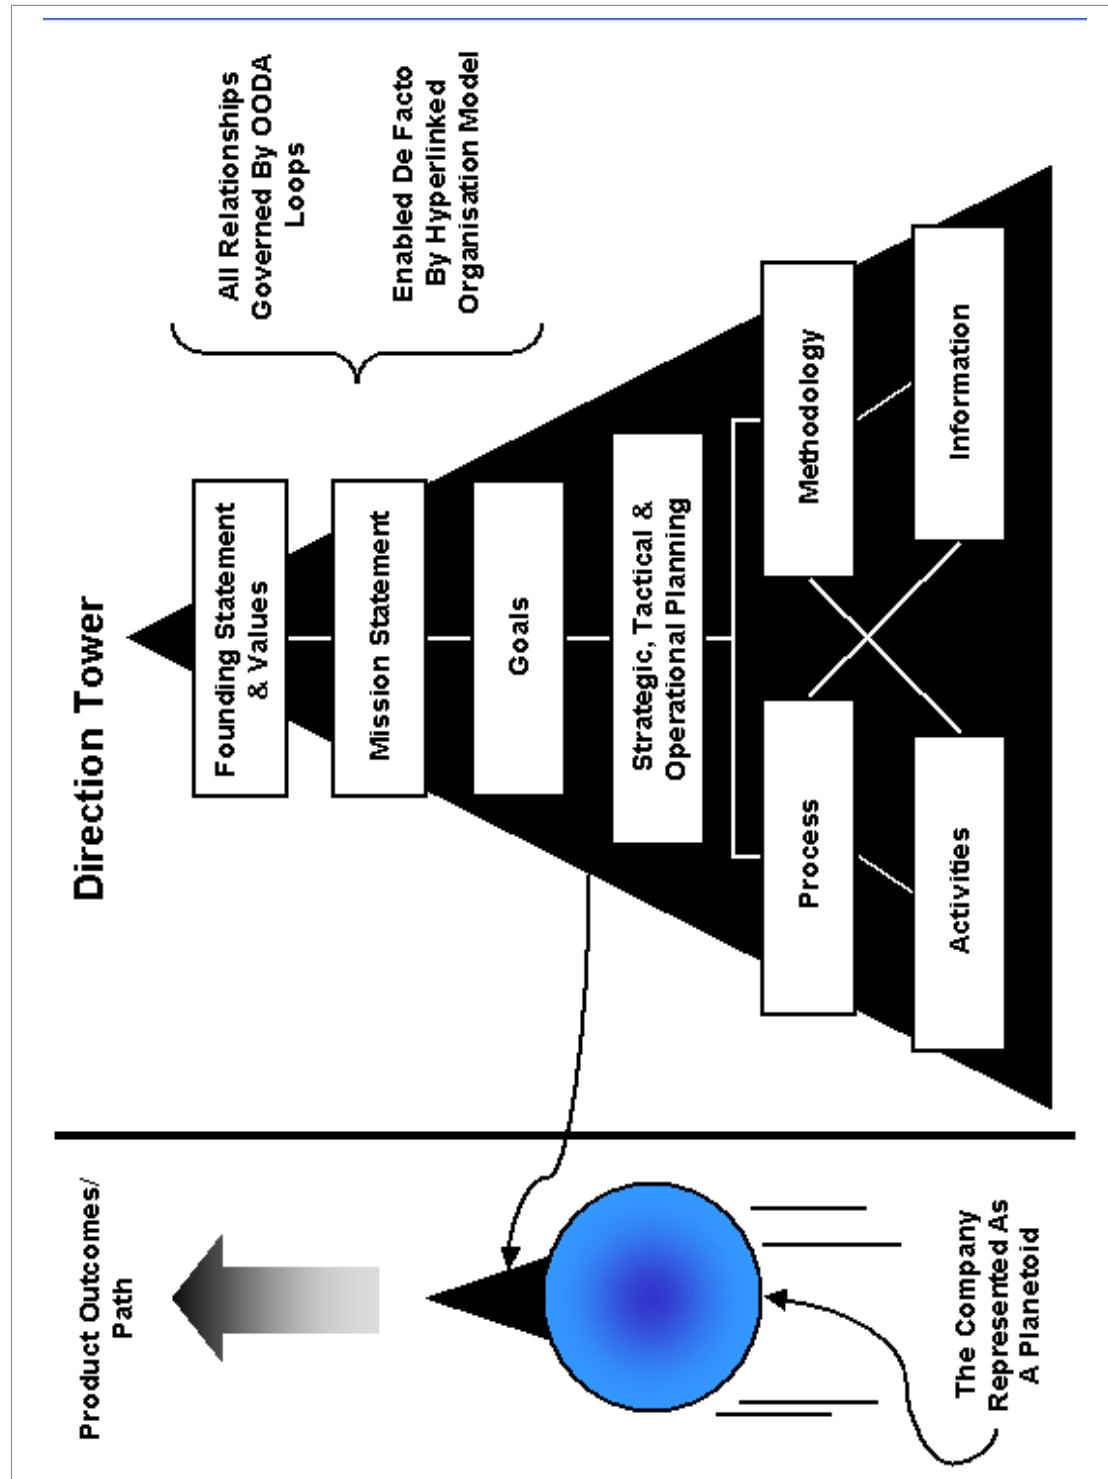 Direction Tower
Product Outcomes/
Path
The Company
Represented As
A Planetoid
Founding Statement
& Values
Mission Statement
Goals
Strategic, Tactical &
Operational Planning
Process
Methodology
Activities
Information
All Relationships
Governed By OODA
Loops
Enabled De Facto
By Hyperlinked
Organisation Model